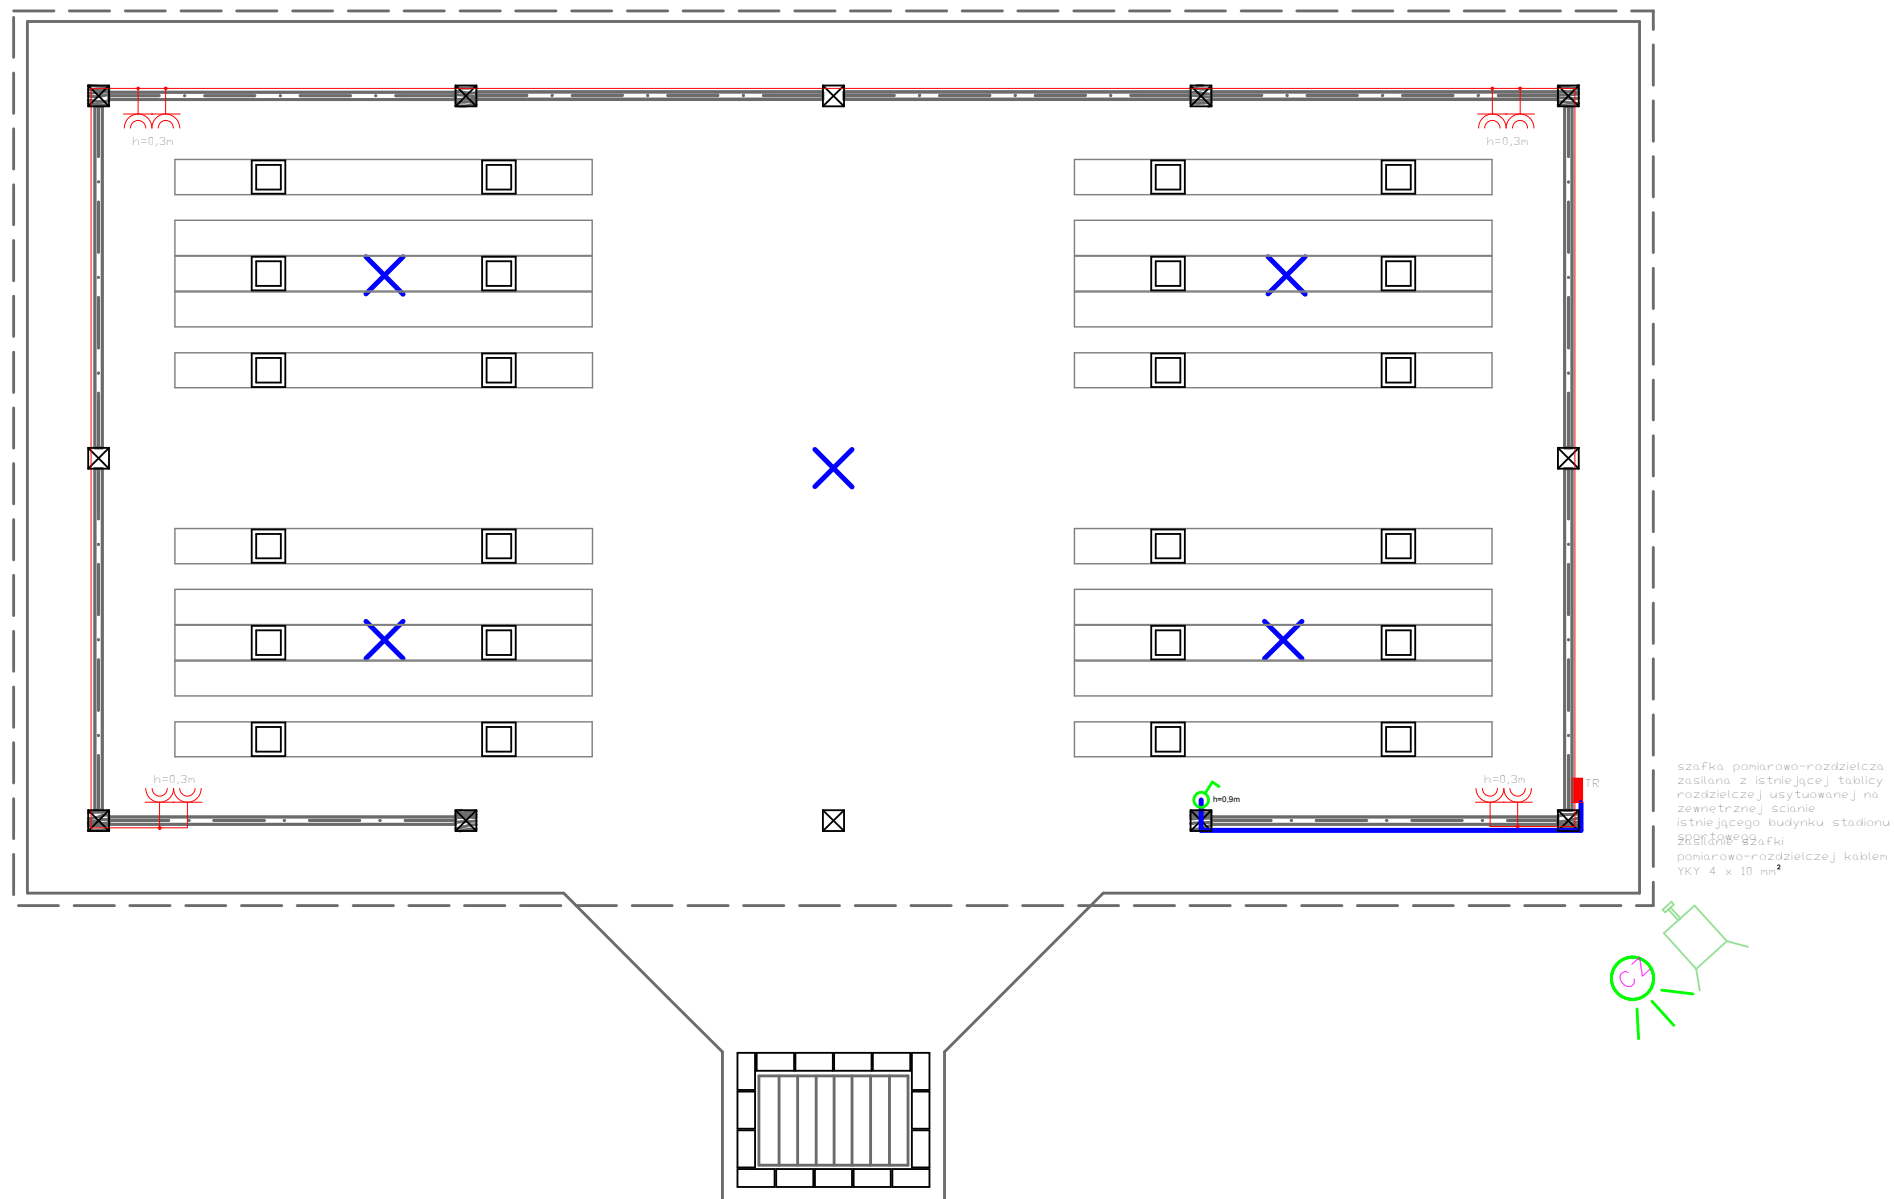 h=0,3m
h=0,3m
h=0,3m
h=0,3m
h=0,9m
TR
szafka pomiarowo-rozdzielcza
zasilana z istniejącej tablicy
rozdzielczej usytuowanej na
zewnętrznej ścianie
istniejącego budynku stadionu
sportowego
zasilanie szafki
pomiarowo-rozdzielczej kablem
YKY 4 x 10 mm²
CZ